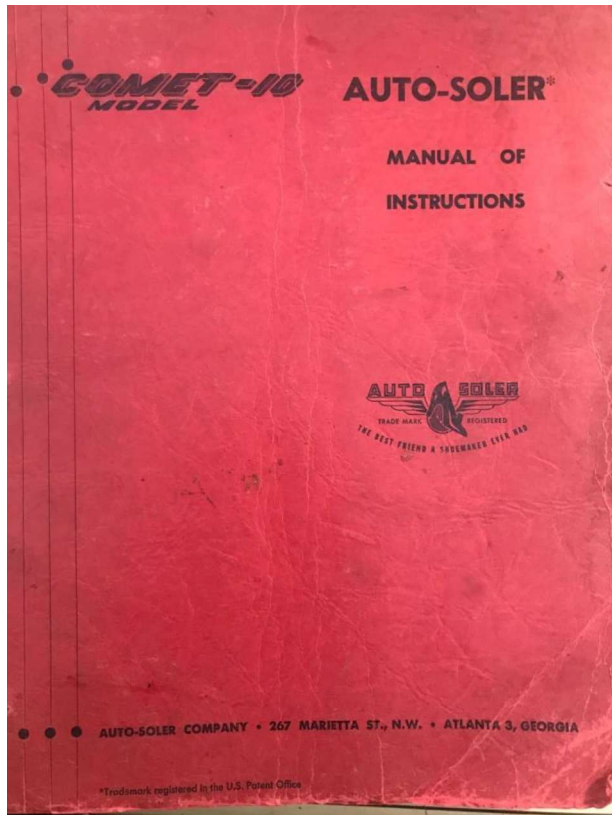 COMET-10
MODEL
AUTO-SOLER*
MANUAL OF
INSTRUCTIONS
AUTO SOLER
TRADE MARK REGISTERED
THE BEST FRIEND A SHOEMAKER EVER HAD
AUTO-SOLER COMPANY • 267 MARIETTA ST., N.W. • ATLANTA 3, GEORGIA
*Trademark registered in the U.S. Patent Office